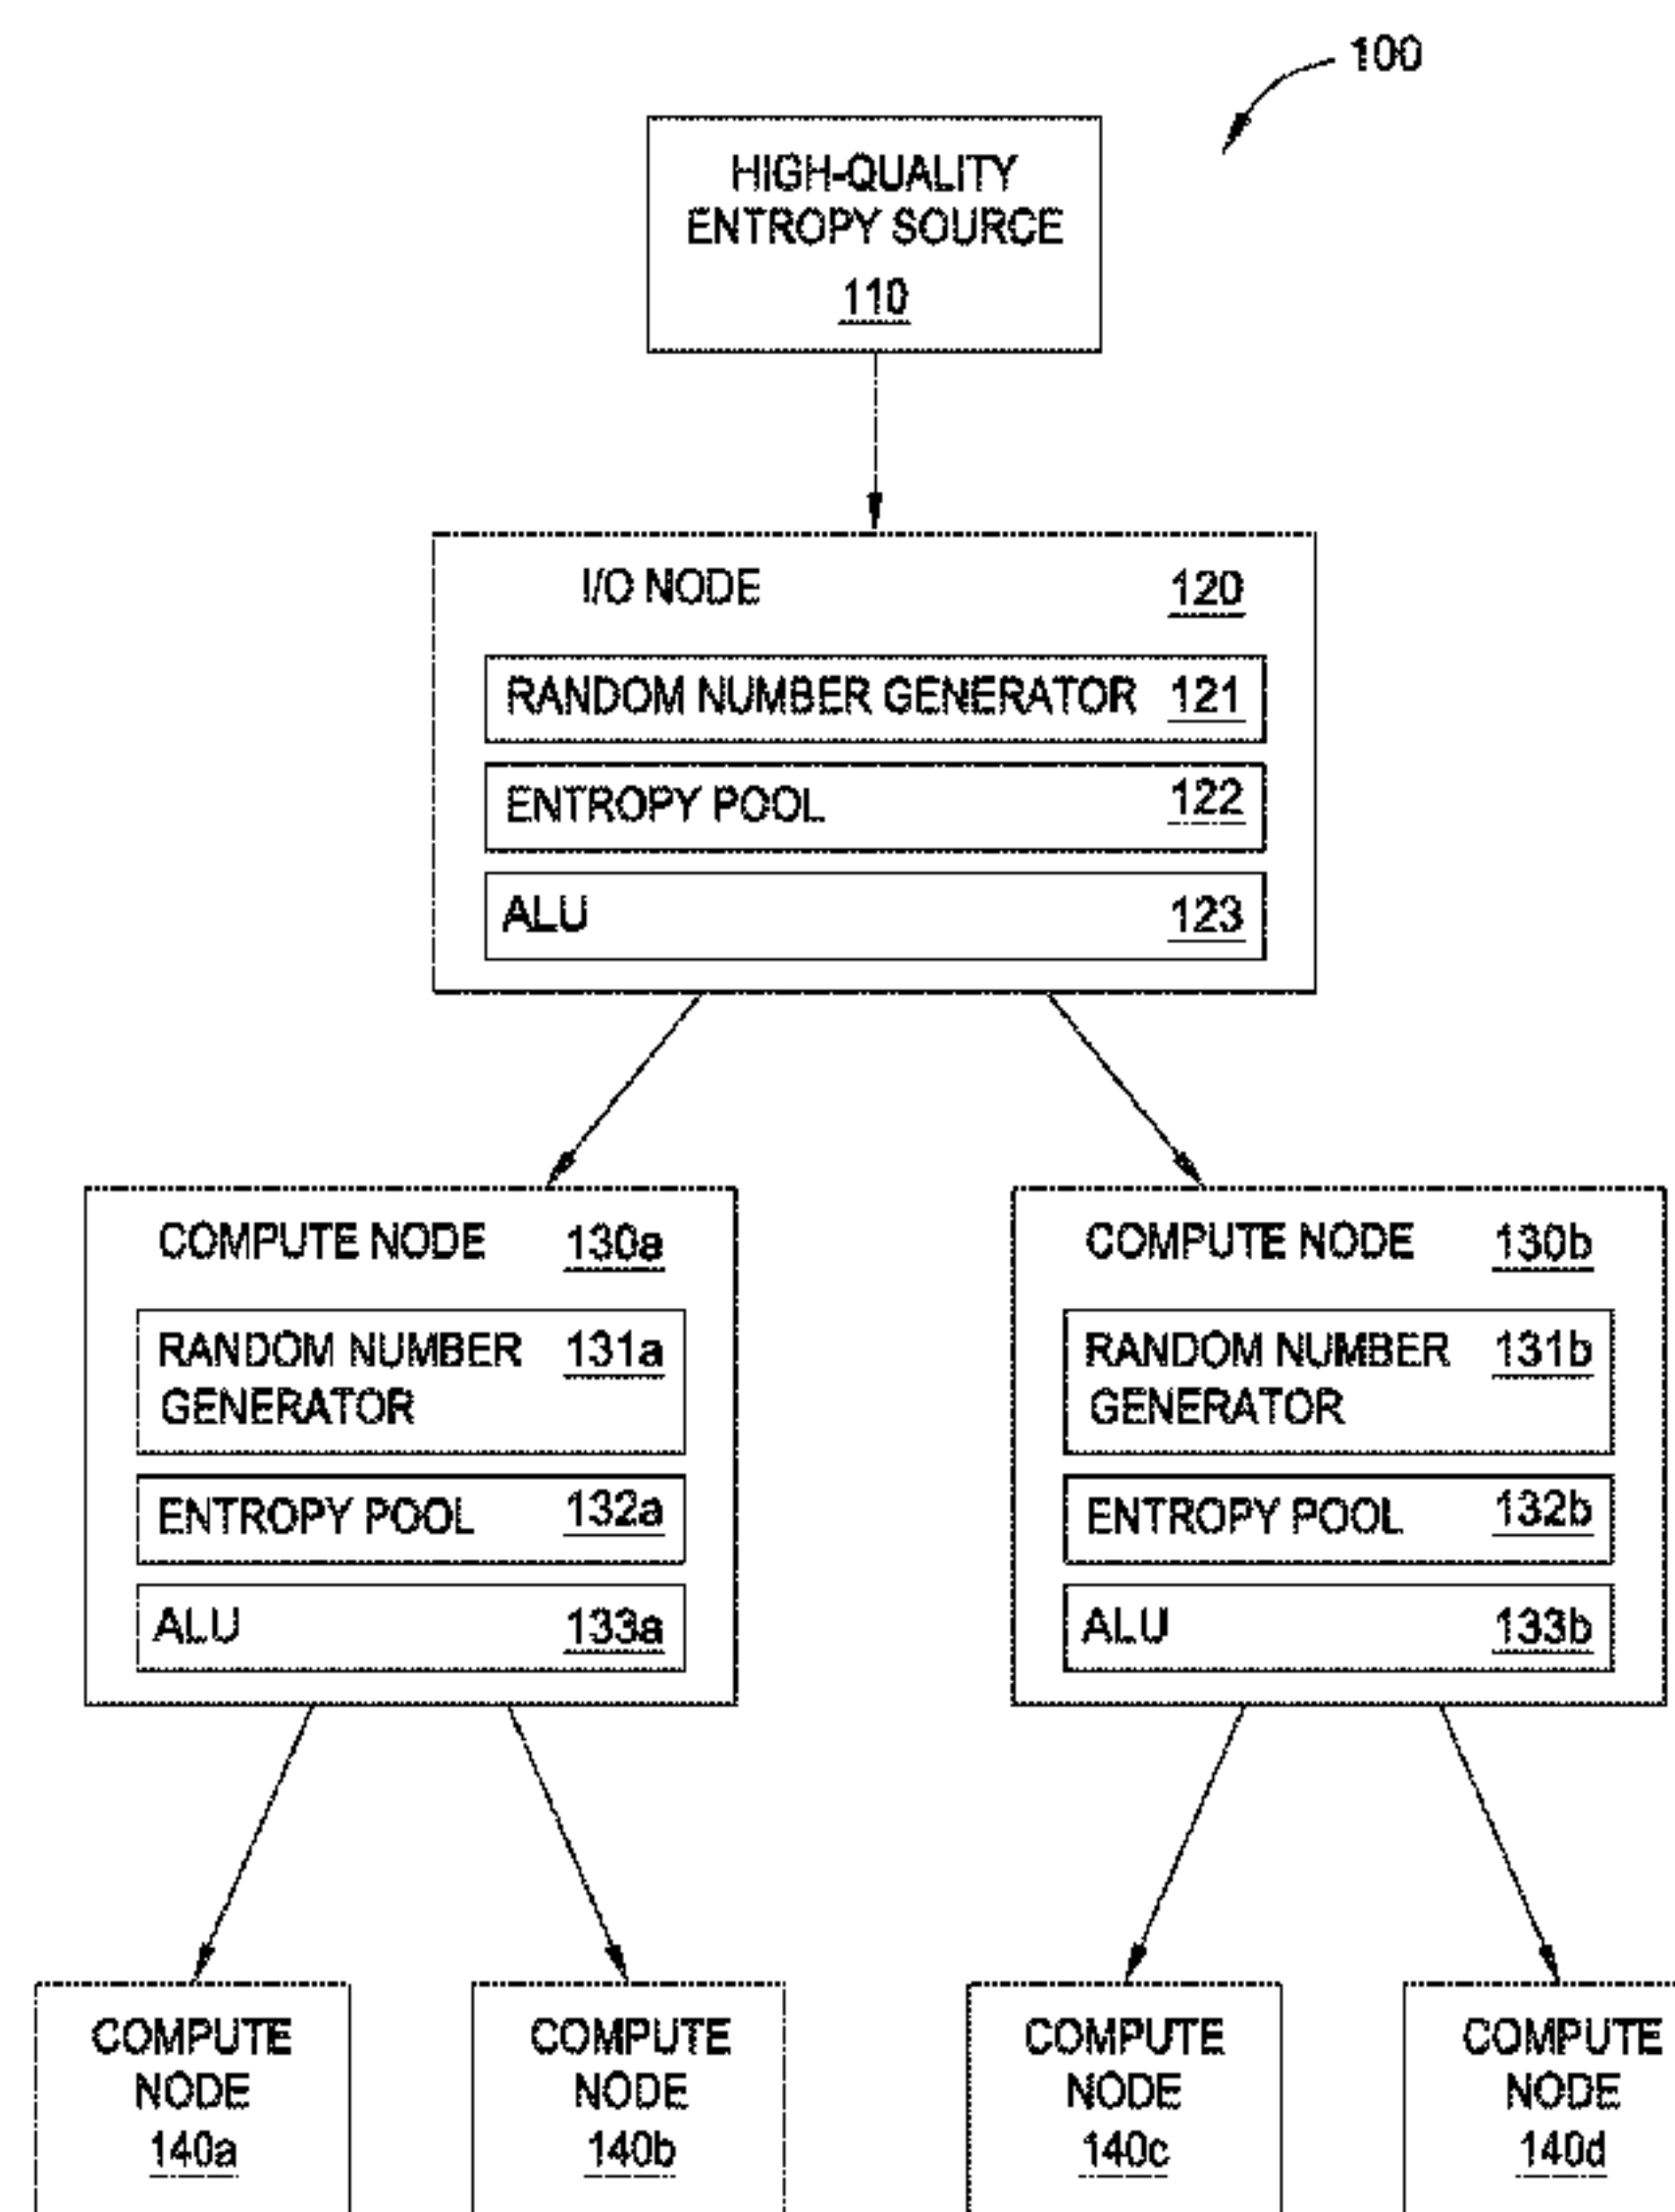 100
HIGH-QUALITY
ENTROPY SOURCE
110
I/O NODE 120
RANDOM NUMBER GENERATOR 121
ENTROPY POOL 122
ALU 123
COMPUTE NODE 130a
RANDOM NUMBER 131a
GENERATOR
ENTROPY POOL 132a
ALU 133a
COMPUTE NODE 130b
RANDOM NUMBER 131b
GENERATOR
ENTROPY POOL 132b
ALU 133b
COMPUTE
NODE
140a
COMPUTE
NODE
140b
COMPUTE
NODE
140c
COMPUTE
NODE
140d